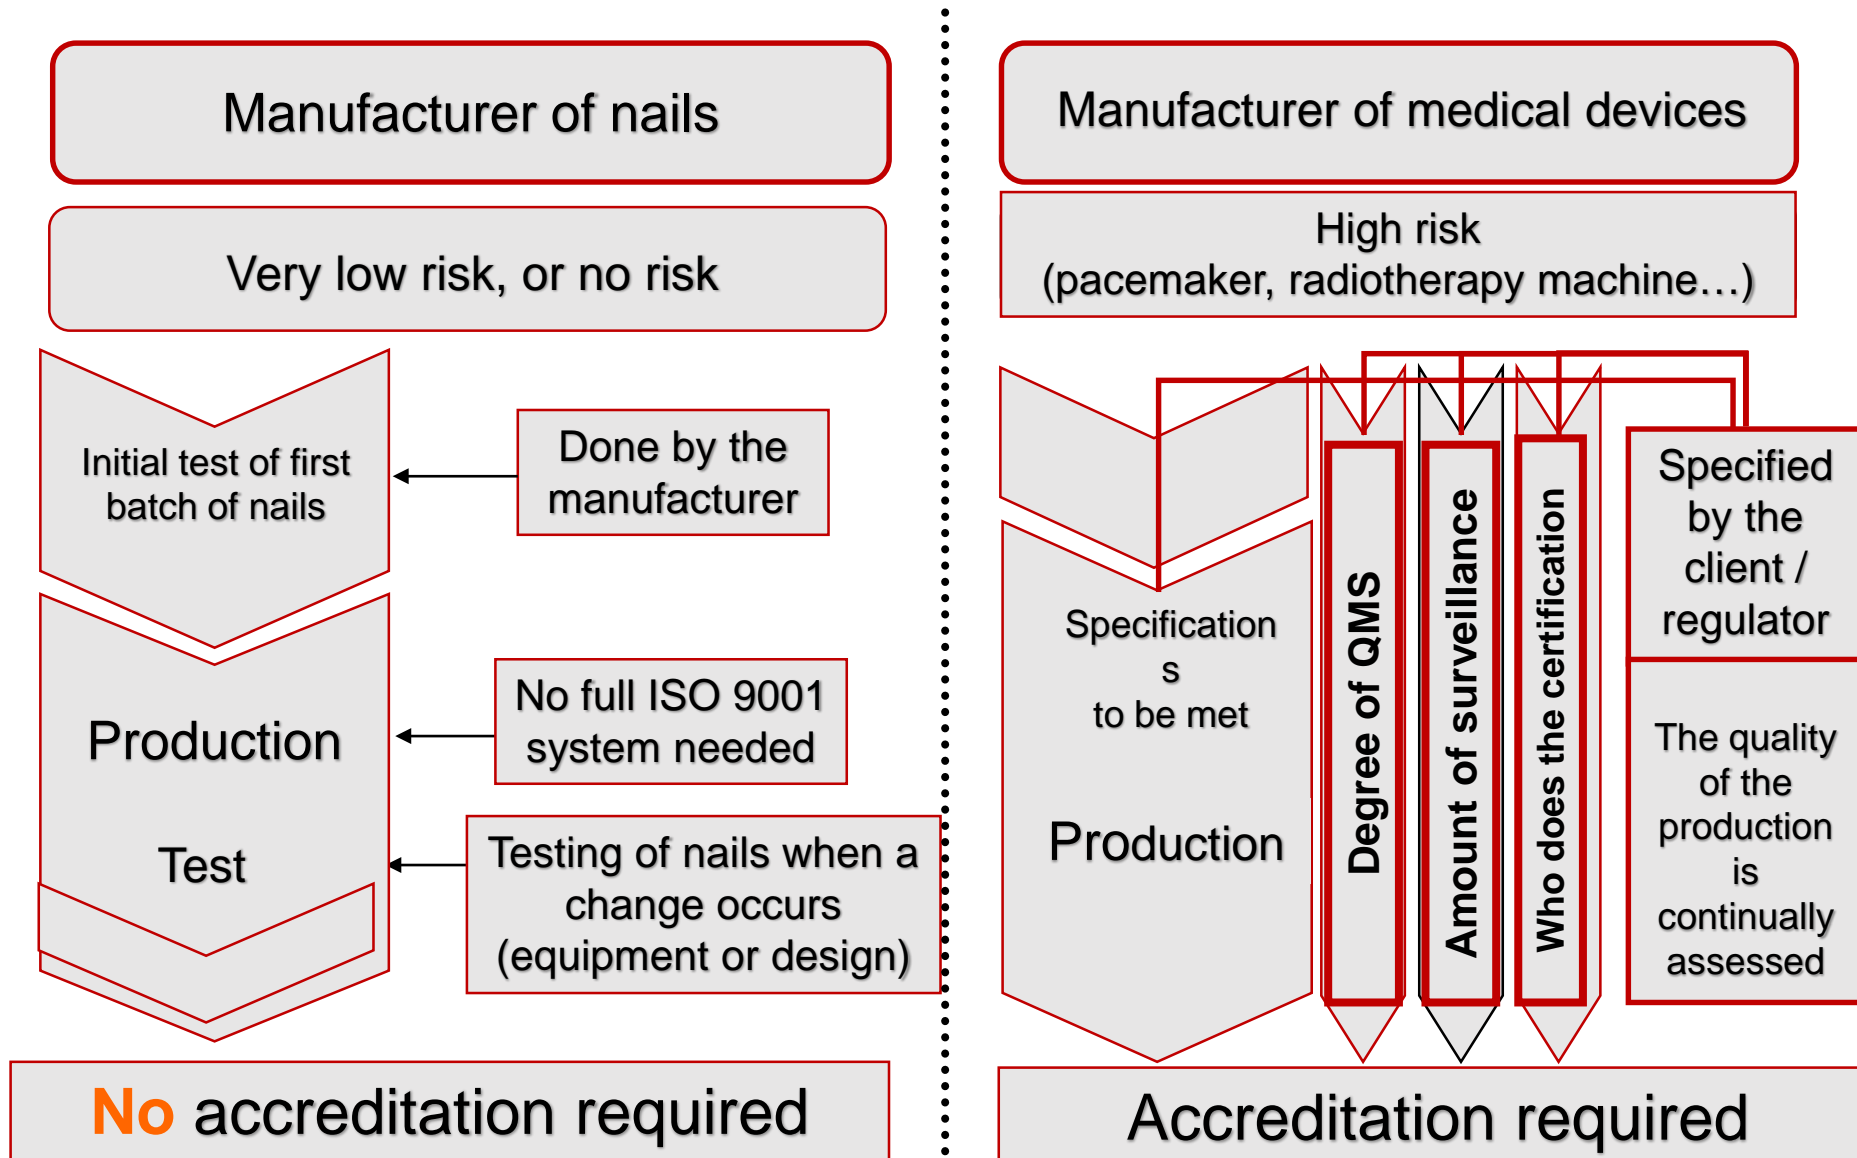 Manufacturer of nails
Very low risk, or no risk
Initial test of first
batch of nails
Done by the
manufacturer
Production
No full ISO 9001
system needed
Test
Testing of nails when a
change occurs
(equipment or design)
No accreditation required
Manufacturer of medical devices
High risk
(pacemaker, radiotherapy machine…)
Specification
s
to be met
Production
Degree of QMS
Amount of surveillance
Who does the certification
Specified
by the
client /
regulator
The quality
of the
production
is
continually
assessed
Accreditation required